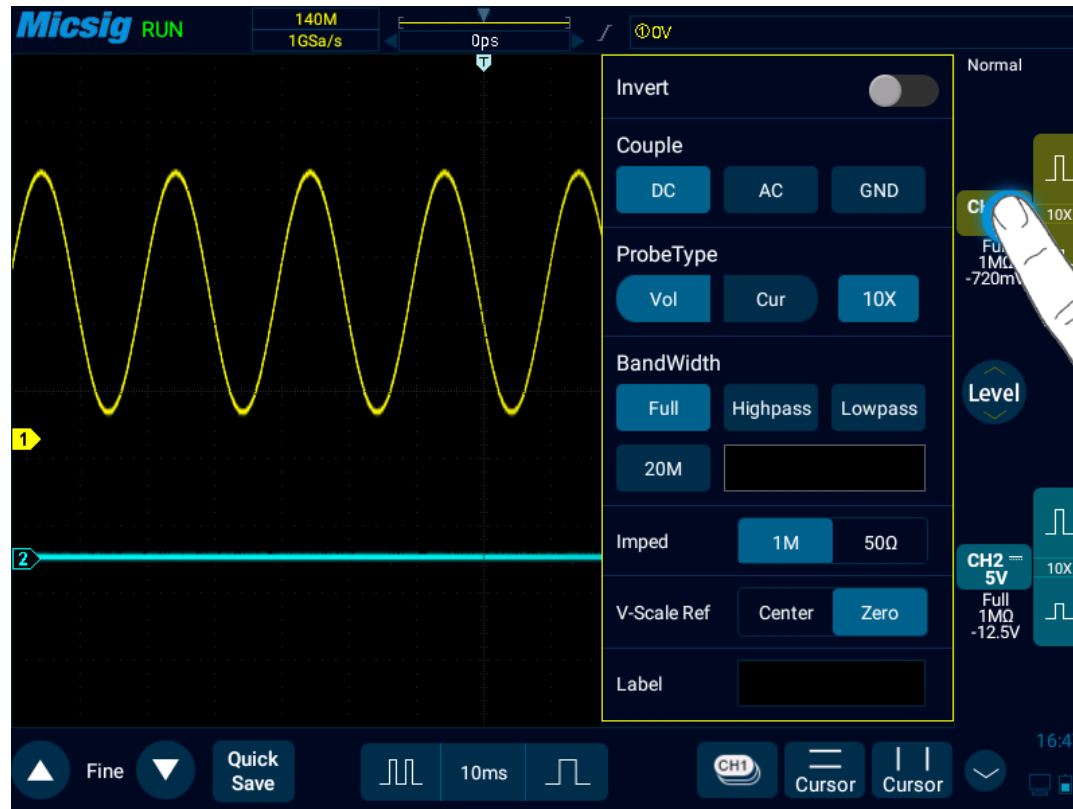 Micsig RUN
140M
1GSa/s
0ps
T
①0V
Normal
Invert
Couple
DC AC GND
ProbeType
Vol Cur 10X
BandWidth
Full Highpass Lowpass
20M
Imped 1M 50Ω
V-Scale Ref Center Zero
Label
10X
1MΩ
Level
1
2
CH2
5V
10X
Full
1MΩ
-12.5V
Fine
Quick
Save
10ms
CH1
Cursor
Cursor